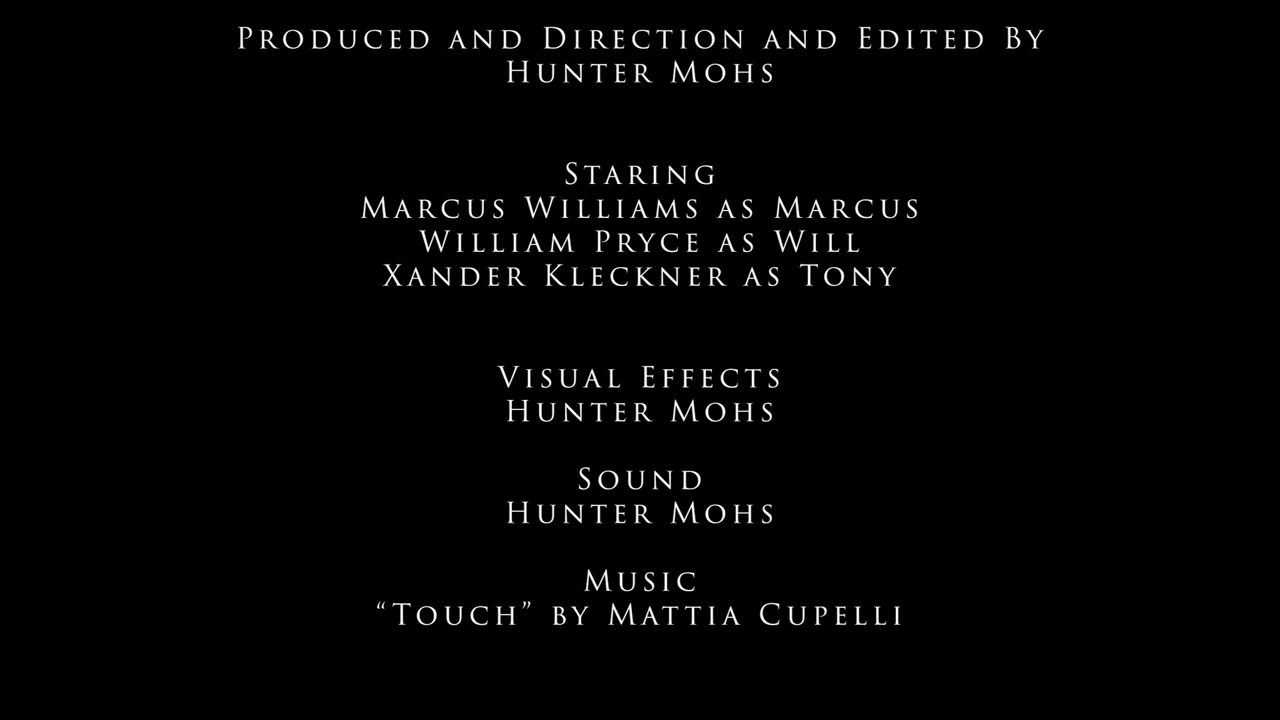 Produced and Direction and Edited By
Hunter Mohs
Staring
Marcus Williams as Marcus
William Pryce as Will
Xander Kleckner as Tony
Visual Effects
Hunter Mohs
Sound
Hunter Mohs
Music
“Touch” by Mattia Cupelli